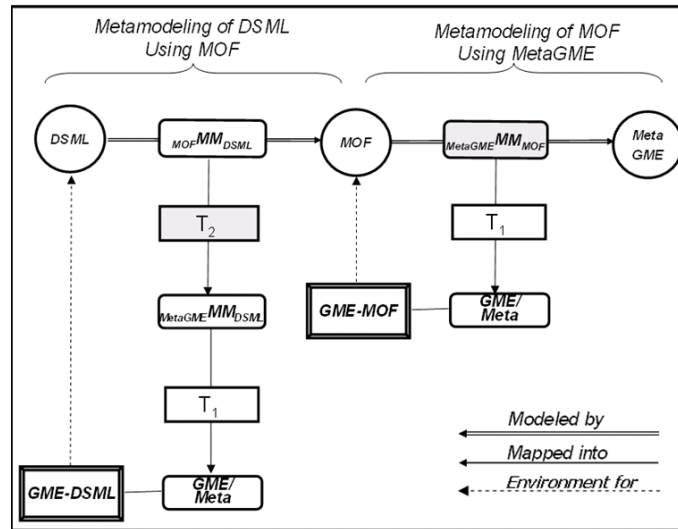 Metamodeling of DSML
Using MOF
Metamodeling of MOF
Using MetaGME
DSML
MOFMMDSML
MOF
MetaGMEMMMOF
Meta
GME
T2
T1
MetaGMEMMDSML
GME-MOF
GME/
Meta
T1
Modeled by
Mapped into
Environment for
GME-DSML
GME/
Meta